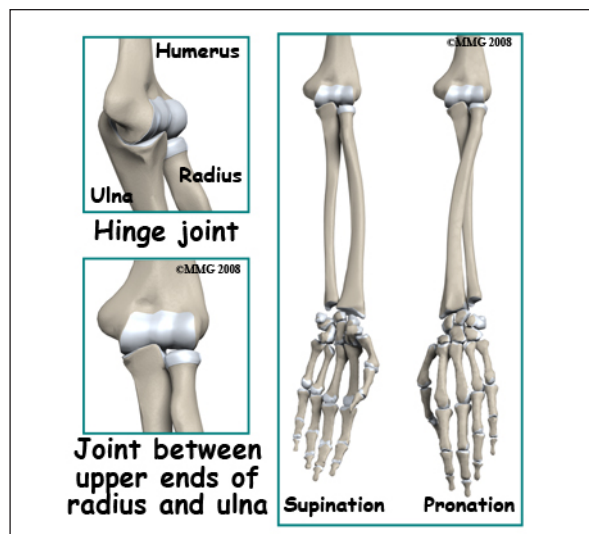 Humerus
Radius
Ulna
Hinge joint
©MMG 2008
Joint between
upper ends of
radius and ulna
©MMG 2008
Supination
Pronation